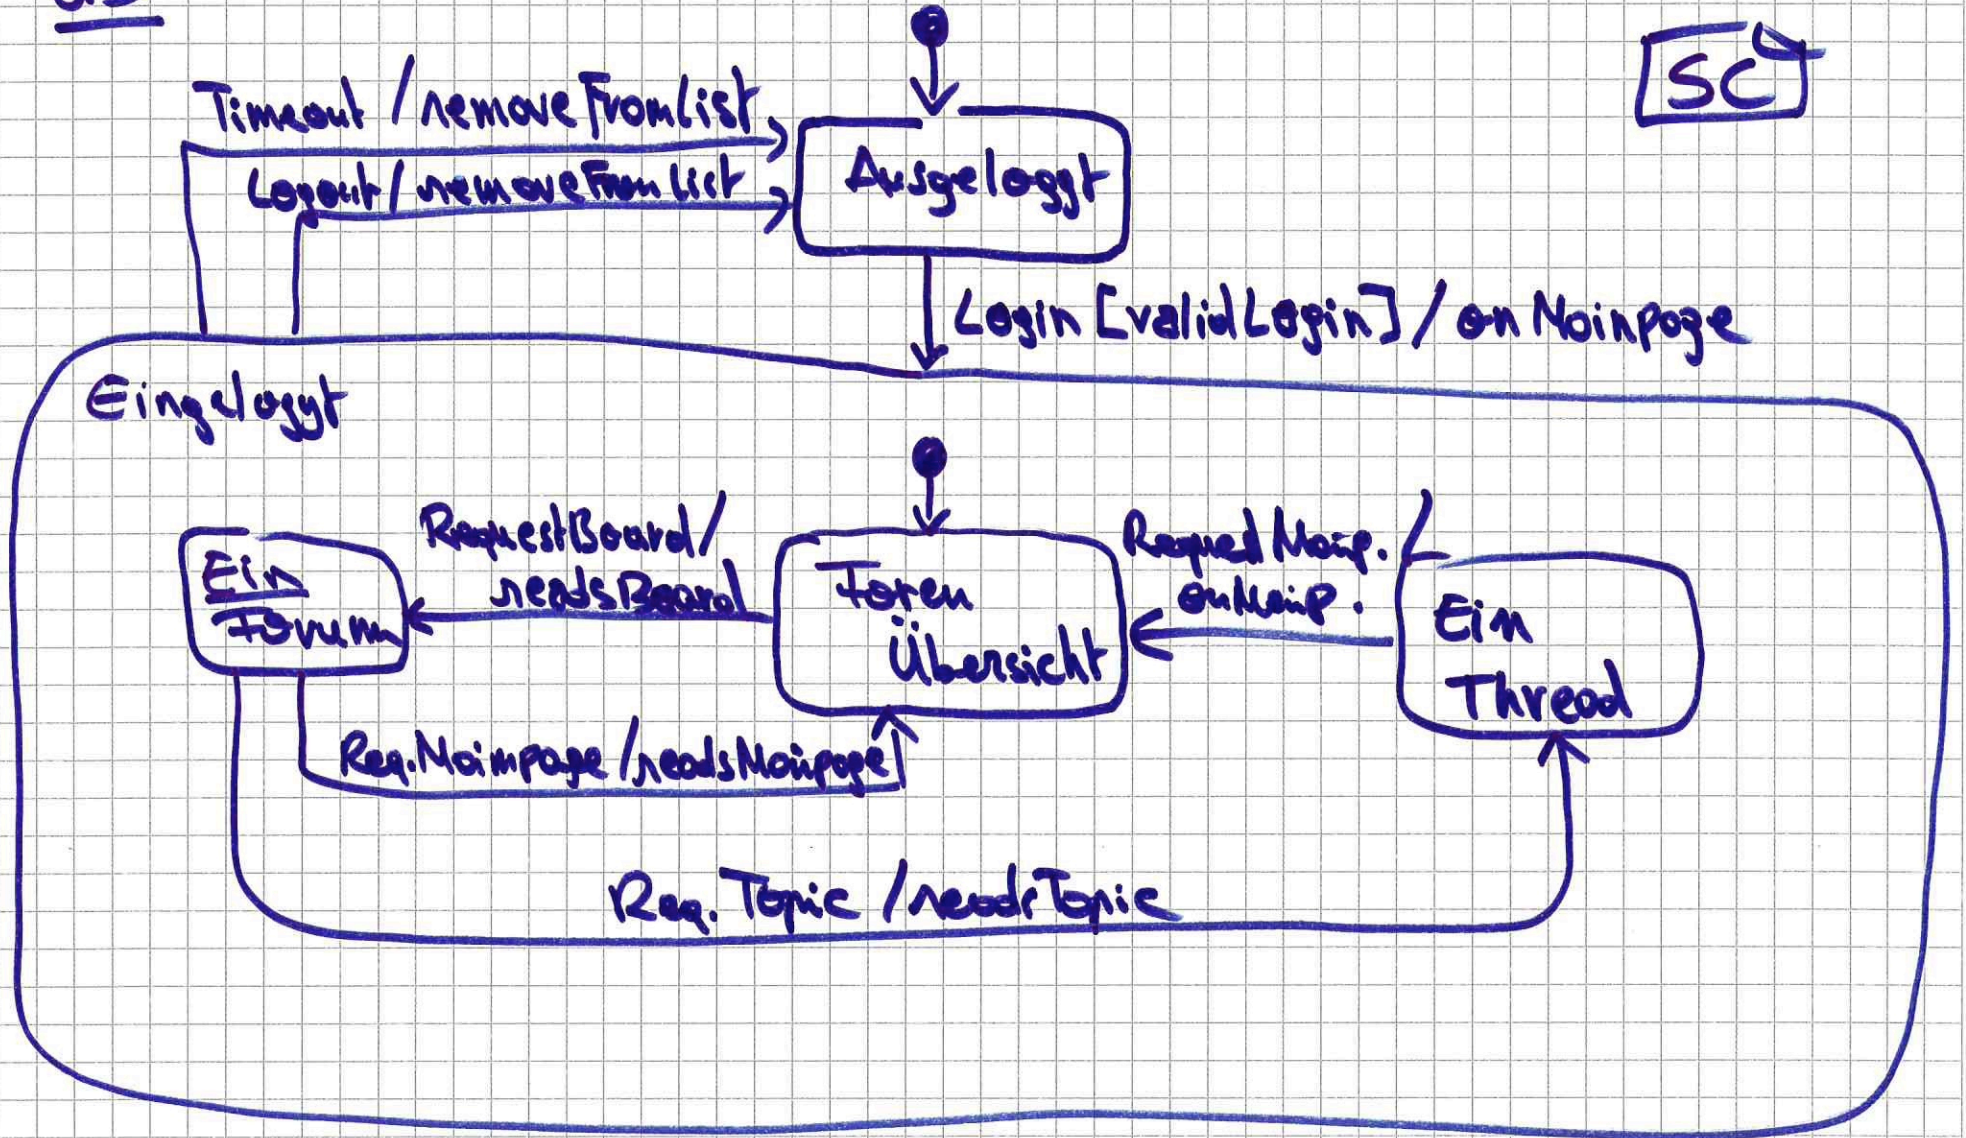 SC
Timeout / removeFromList
Logout / removeFromList
Ausgeloggt
Login [validLogin] / onMainpage
Eingeloggt
RequestBoard /
readsBoard
Request Mainp. /
onMainp.
Ein
Forum
Foren
Übersicht
Ein
Thread
Req. Mainpage / readsMainpage
Req. Topic / readsTopic